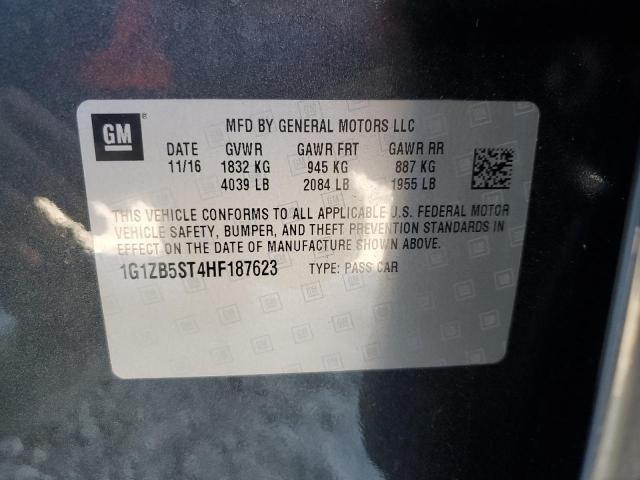 GM
®
MFD BY GENERAL MOTORS LLC
DATE GVWR GAWR FRT GAWR RR
11/16 1832 KG 945 KG 887 KG
4039 LB 2084 LB 1955 LB
THIS VEHICLE CONFORMS TO ALL APPLICABLE U.S. FEDERAL MOTOR
VEHICLE SAFETY, BUMPER, AND THEFT PREVENTION STANDARDS
IN EFFECT ON THE DATE OF MANUFACTURE SHOWN ABOVE.
1G1ZB5ST4HF187623 TYPE: PASS CAR